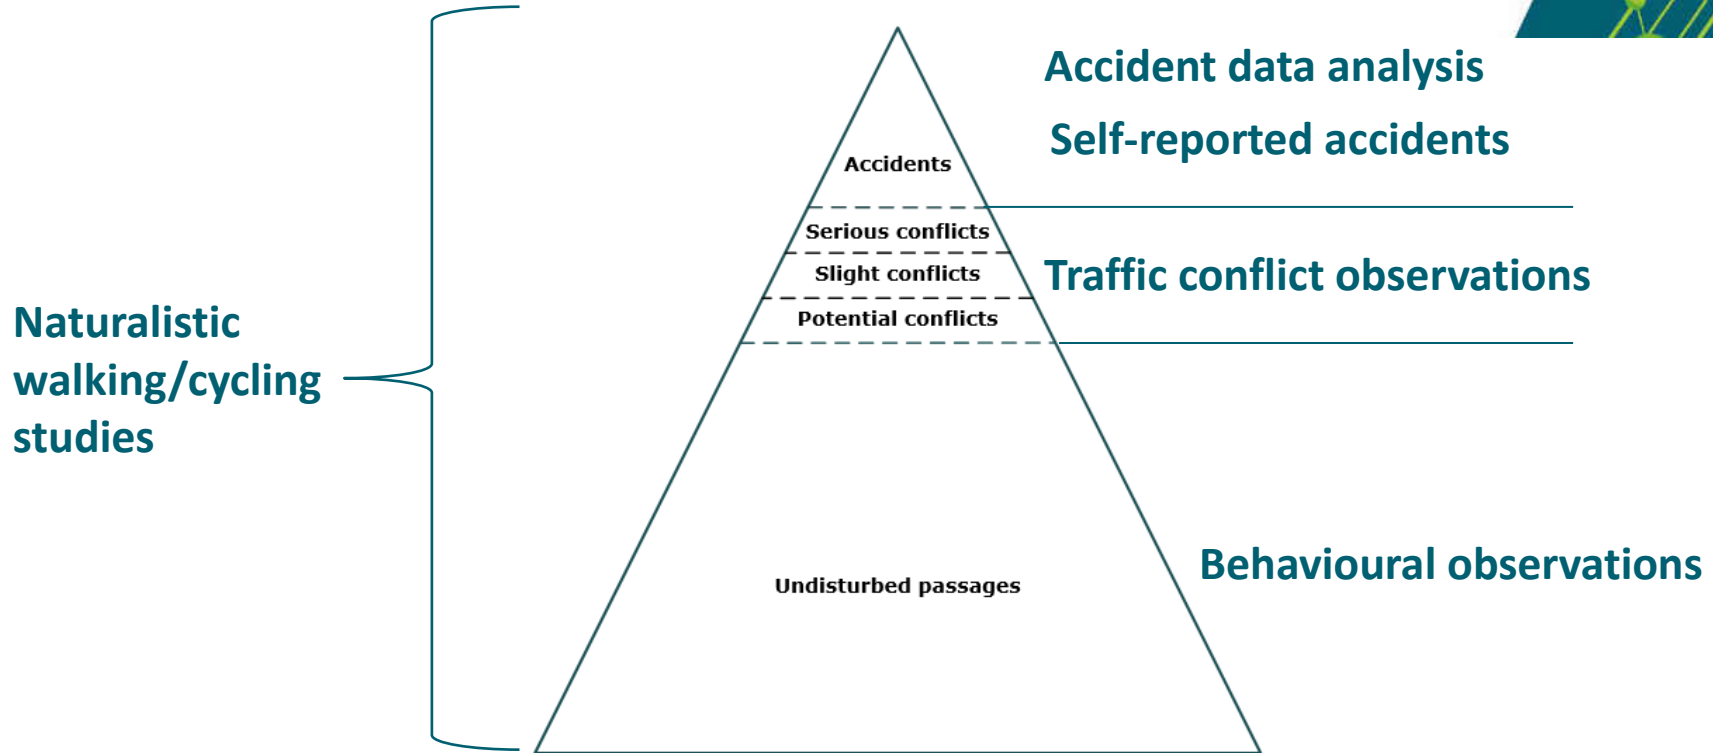 Accident data analysis
Self-reported accidents
Accidents
Serious conflicts
Slight conflicts
Traffic conflict observations
Potential conflicts
Naturalistic
walking/cycling
studies
Behavioural observations
Undisturbed passages